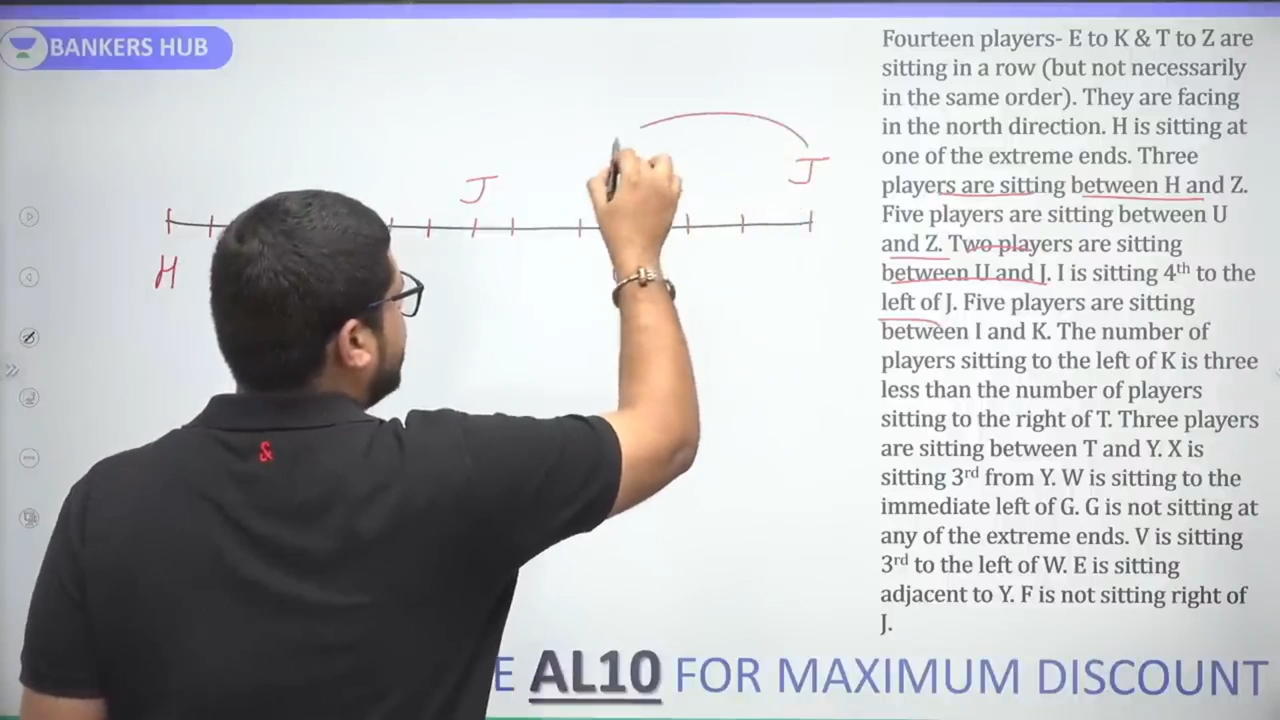 BANKERS HUB
Fourteen players- E to K & T to Z are
sitting in a row (but not necessarily
in the same order). They are facing
in the north direction. H is sitting at
one of the extreme ends. Three
players are sitting between H and Z.
Five players are sitting between U
and Z. Two players are sitting
between U and J. I is sitting 4th to the
left of J. Five players are sitting
between I and K. The number of
players sitting to the left of K is three
less than the number of players
sitting to the right of T. Three players
are sitting between T and Y. X is
sitting 3rd from Y. W is sitting to the
immediate left of G. G is not sitting at
any of the extreme ends. V is sitting
3rd to the left of W. E is sitting
adjacent to Y. F is not sitting right of
J.
J
J
H
&
E AL10 FOR MAXIMUM DISCOUNT